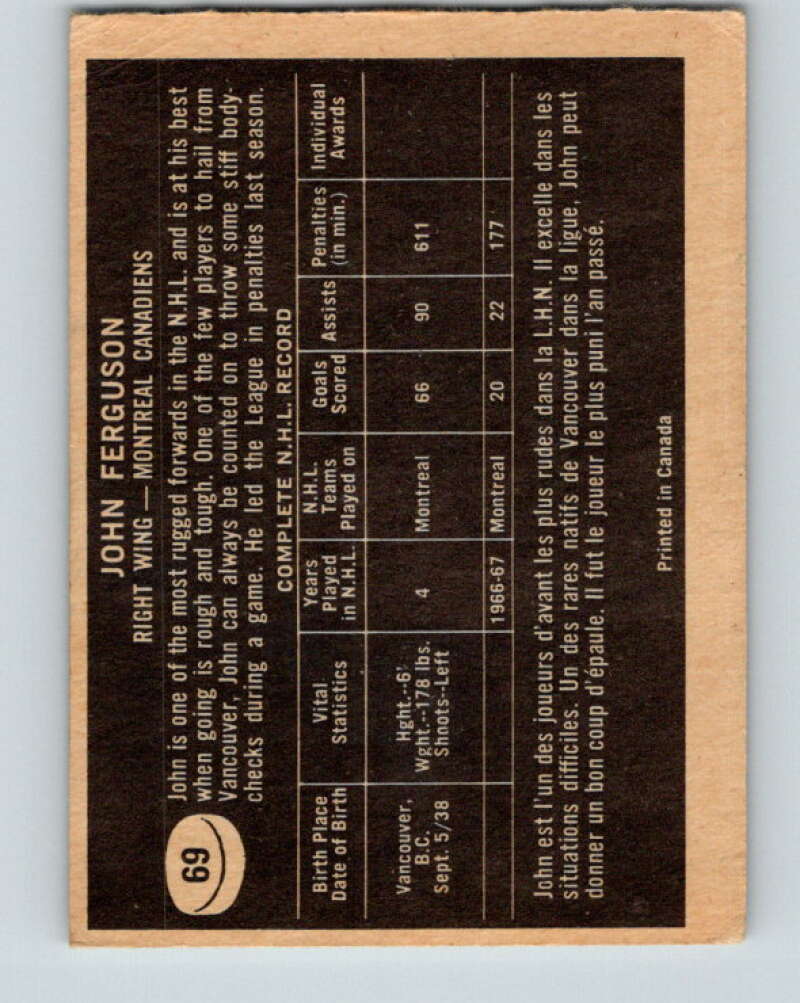 JOHN FERGUSON
RIGHT WING — MONTREAL CANADIENS
69
John is one of the most rugged forwards in the N.H.L. and is at his best
when going is rough and tough. One of the few players to hail from
Vancouver, John can always be counted on to throw some stiff body-
checks during a game. He led the League in penalties last season.
COMPLETE N.H.L. RECORD
Birth Place Date of Birth | Vital Statistics | Years Played in N.H.L. | N.H.L. Teams Played on | Goals Scored | Assists | Penalties (in min.) | Individual Awards
Vancouver, B.C. Sept. 5/38 | Hght.--6' Wght.--178 lbs. Shoots--Left | 4 | Montreal | 66 | 90 | 611
1966-67 | Montreal | 20 | 22 | 177
John est l'un des joueurs d'avant les plus rudes dans la L.H.N. Il excelle dans les
situations difficiles. Un des rares natifs de Vancouver dans la ligue, John peut
donner un bon coup d'épaule. Il fut le joueur le plus puni l'an passé.
Printed in Canada